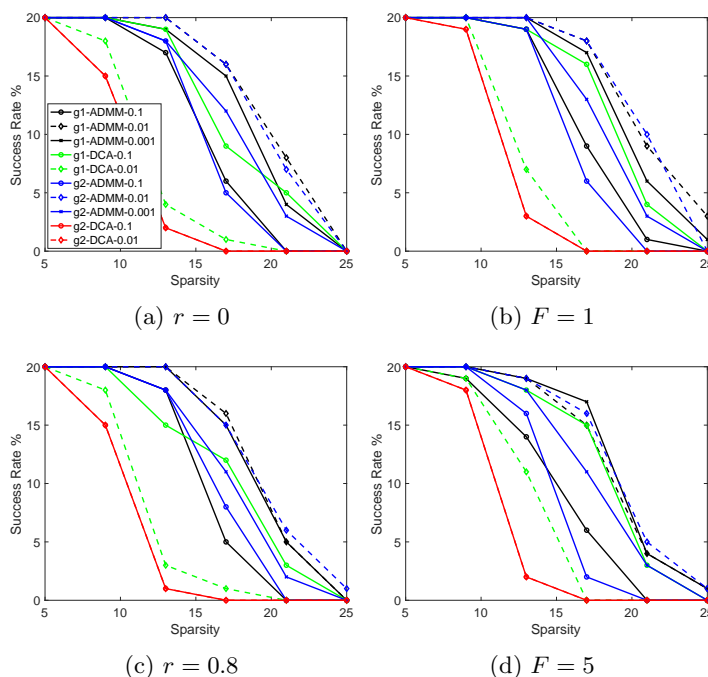 20
15
10
5
0
Success Rate %
g1-ADMM-0.1
g1-ADMM-0.01
g1-ADMM-0.001
g1-DCA-0.1
g1-DCA-0.01
g2-ADMM-0.1
g2-ADMM-0.01
g2-ADMM-0.001
g2-DCA-0.1
g2-DCA-0.01
5 10 15 20 25
Sparsity
(a) r = 0
20
15
10
5
0
Success Rate %
5 10 15 20 25
Sparsity
(b) F = 1
20
15
10
5
0
Success Rate %
5 10 15 20 25
Sparsity
(c) r = 0.8
20
15
10
5
0
Success Rate %
5 10 15 20 25
Sparsity
(d) F = 5